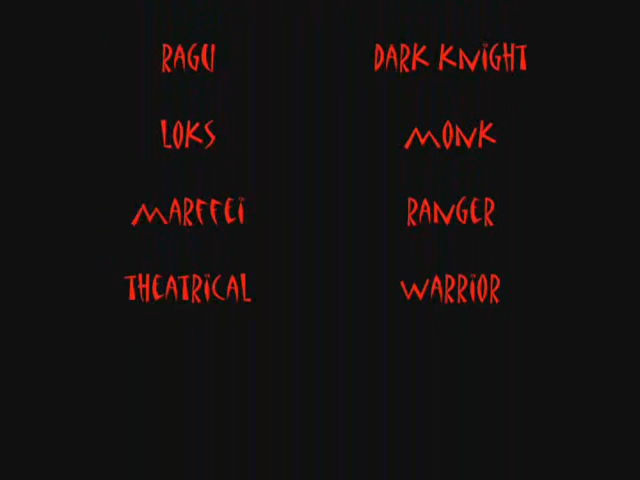 RAGU DARK KNIGHT
LOKS MONK
MARFFEI RANGER
THEATRICAL WARRIOR